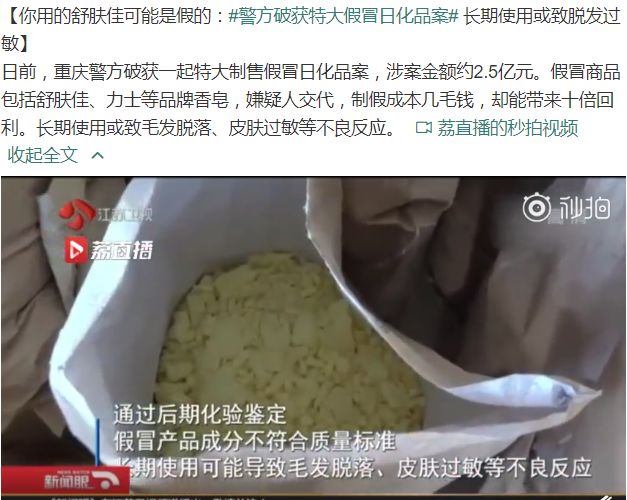 【你用的舒肤佳可能是假的：#警方破获特大假冒日化品案# 长期使用或致脱发过
敏】
日前，重庆警方破获一起特大制售假冒日化品案，涉案金额约2.5亿元。假冒商品
包括舒肤佳、力士等品牌香皂，嫌疑人交代，制假成本几毛钱，却能带来十倍回
利。长期使用或致毛发脱落、皮肤过敏等不良反应。 荔直播的秒拍视频
收起全文
江苏卫视
荔直播
秒拍
通过后期化验鉴定
假冒产品成分不符合质量标准
长期使用可能导致毛发脱落、皮肤过敏等不良反应
新闻眼